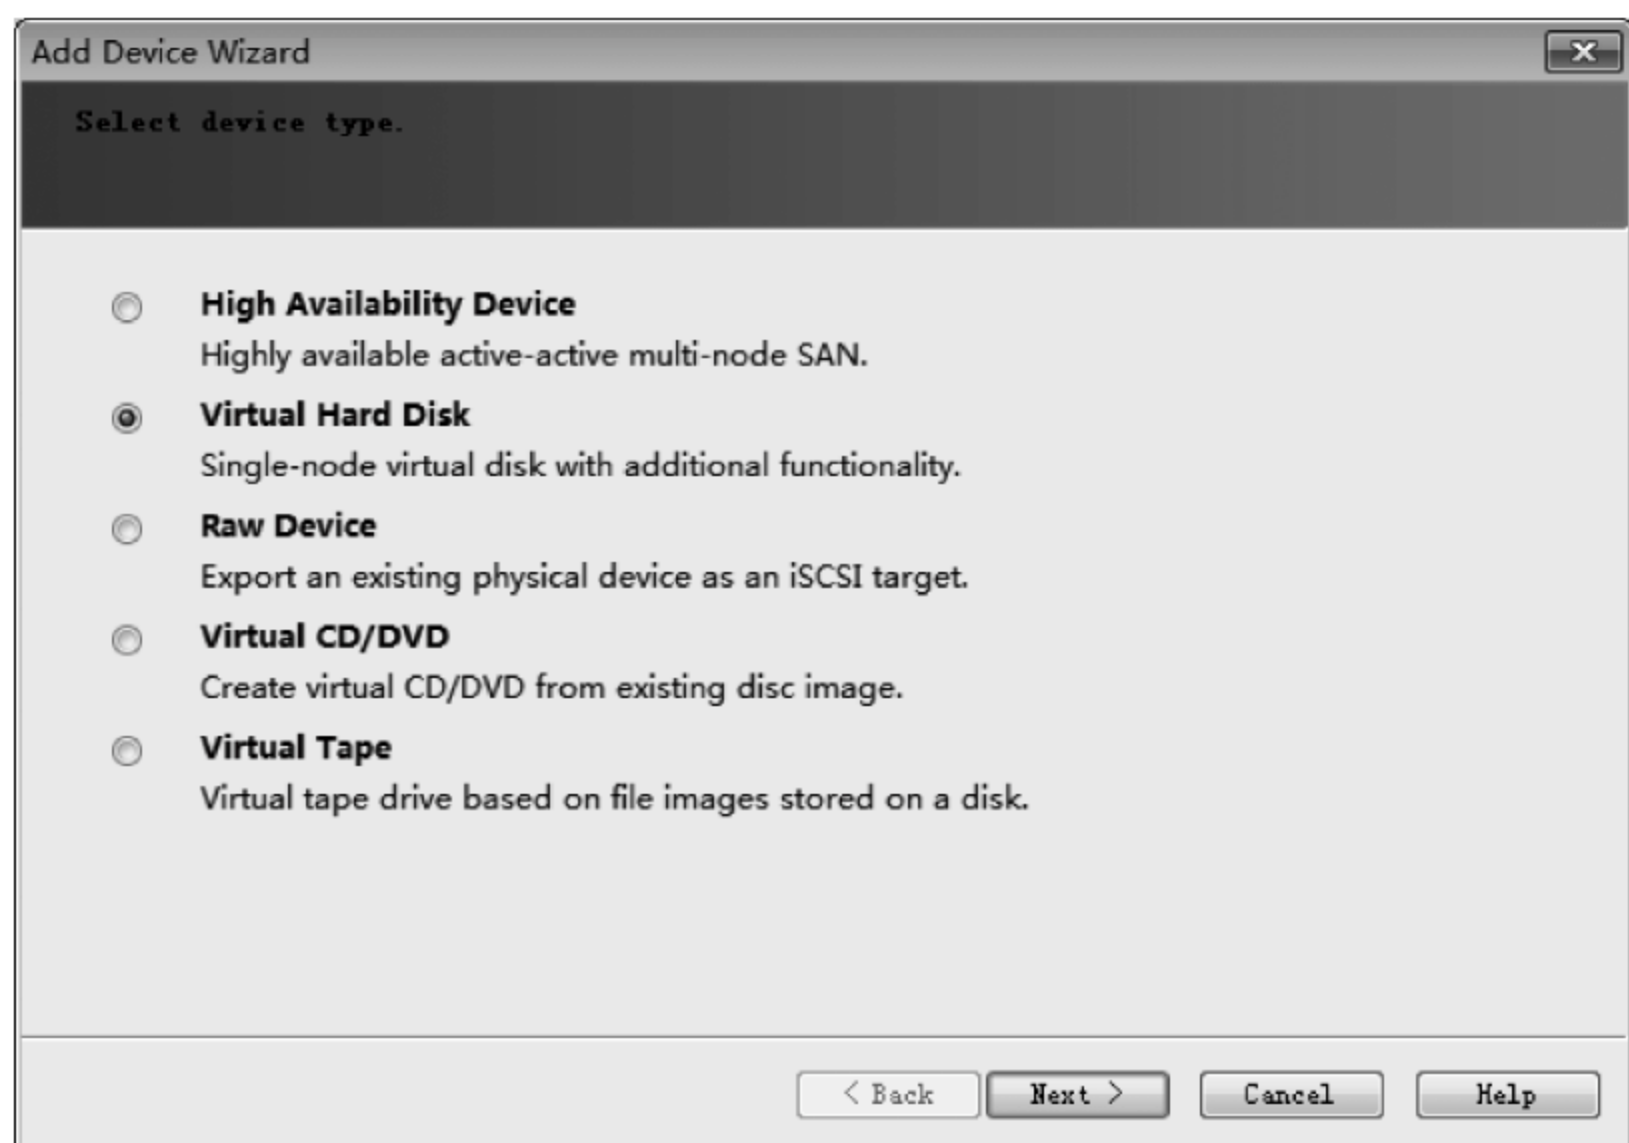 Add Device Wizard
Select device type.
High Availability Device
Highly available active-active multi-node SAN.
Virtual Hard Disk
Single-node virtual disk with additional functionality.
Raw Device
Export an existing physical device as an iSCSI target.
Virtual CD/DVD
Create virtual CD/DVD from existing disc image.
Virtual Tape
Virtual tape drive based on file images stored on a disk.
< Back Next > Cancel Help